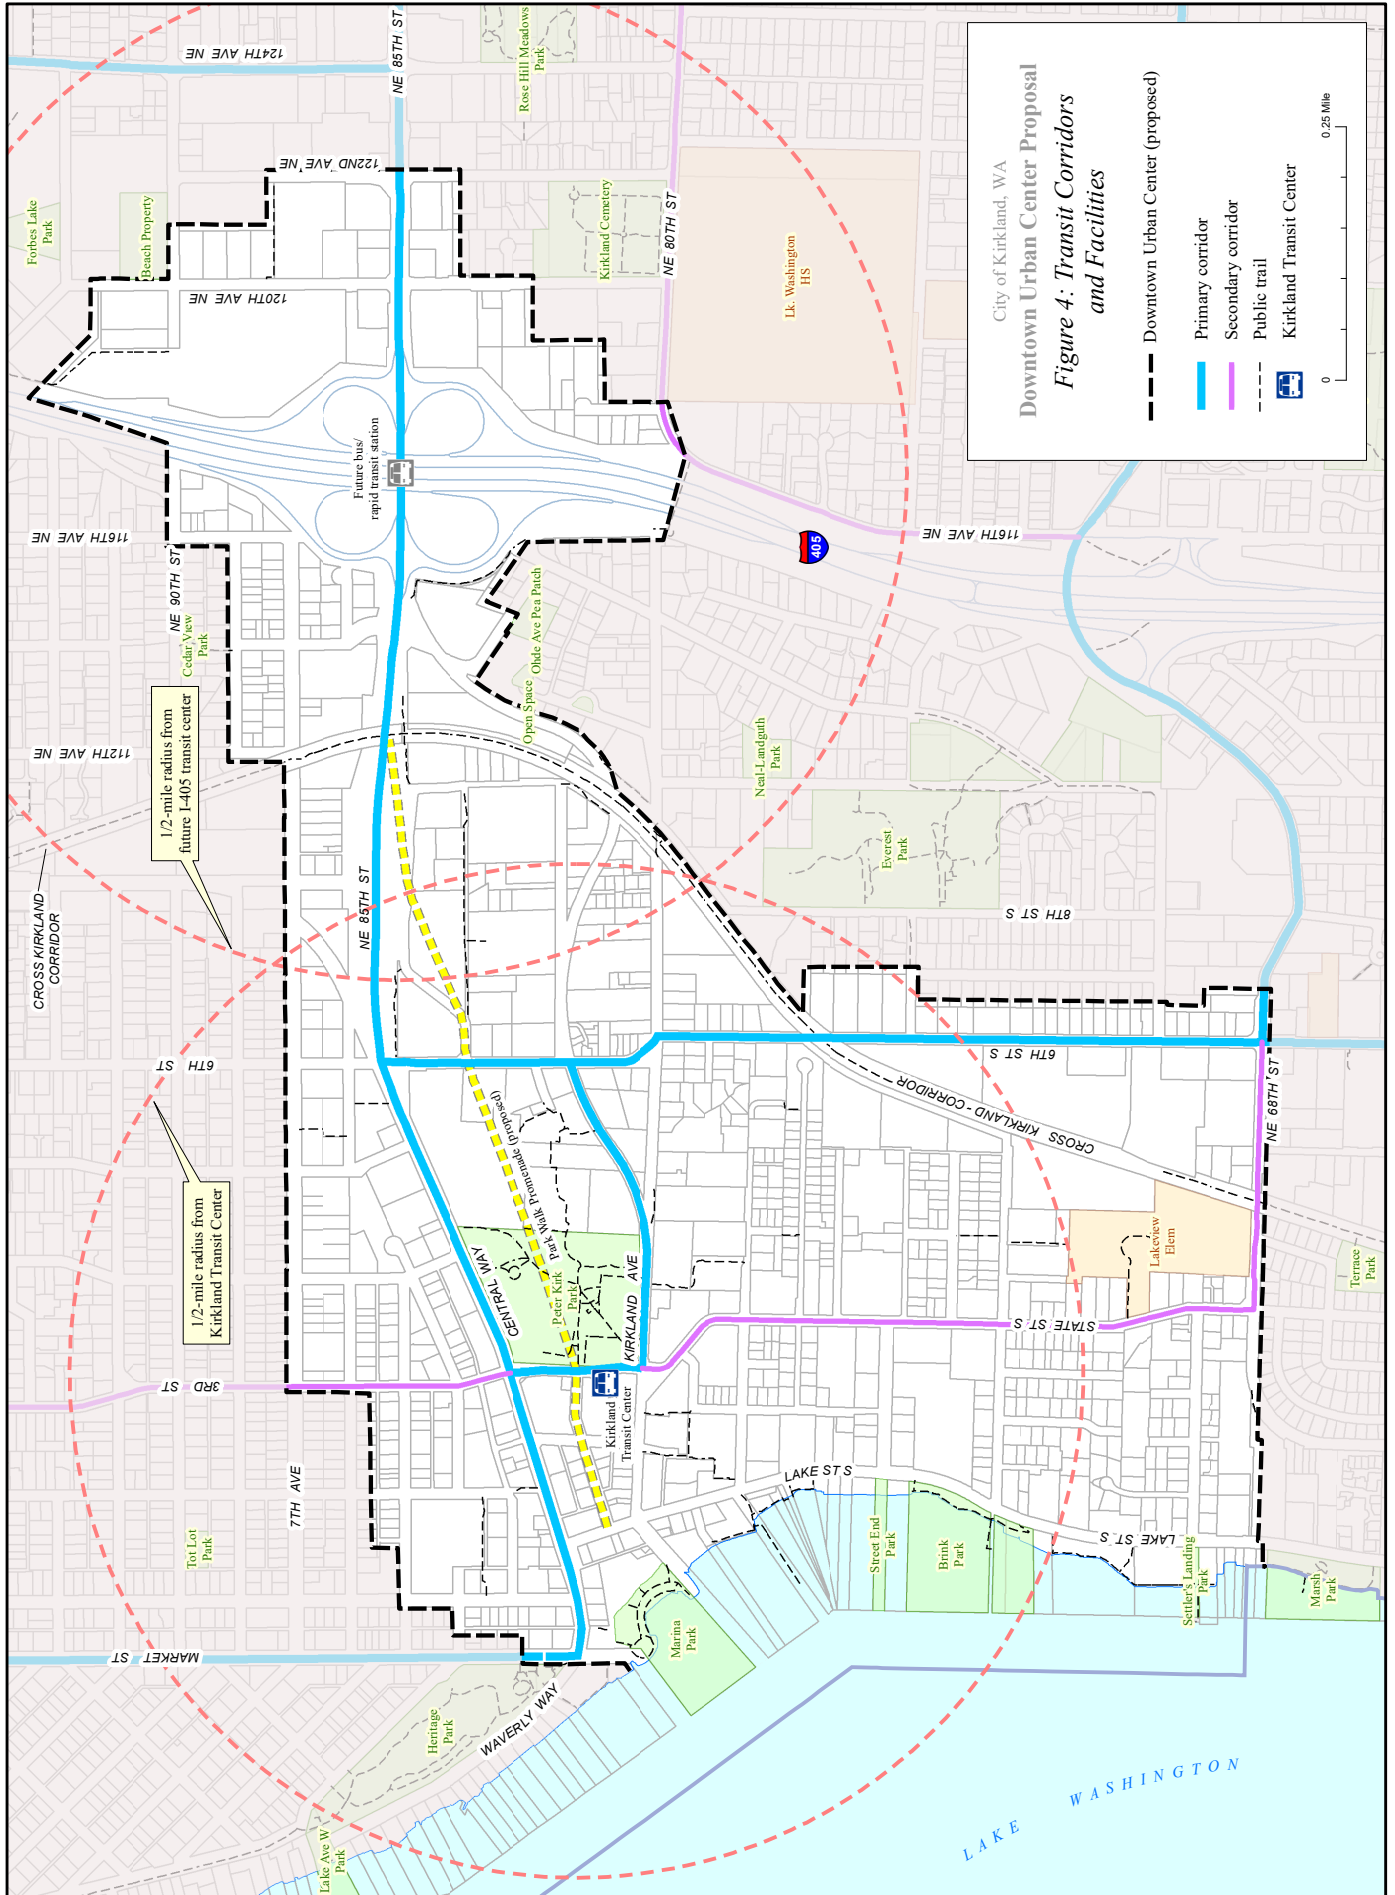 City of Kirkland, WA
Downtown Urban Center Proposal
Figure 4: Transit Corridors
and Facilities
Downtown Urban Center (proposed)
Primary corridor
Secondary corridor
Public trail
Kirkland Transit Center
0
0.25 Mile
Forbes Lake
Park
Beach Property
124TH AVE NE
NE 85TH ST
Rose Hill Meadows
Park
122ND AVE NE
120TH AVE NE
Kirkland Cemetery
NE 80TH ST
Lk. Washington
HS
Future bus/
rapid transit station
116TH AVE NE
NE 90TH ST
Cedar View
Park
116TH AVE NE
405
Ohde Ave Pea Patch
Open Space
112TH AVE NE
1/2-mile radius from
future I-405 transit center
Neal-Landguth
Park
Everest
Park
CROSS KIRKLAND
CORRIDOR
NE 85TH ST
8TH ST S
6TH ST
6TH ST S
CROSS KIRKLAND CORRIDOR
NE 68TH ST
Park Walk Promenade (proposed)
1/2-mile radius from
Kirkland Transit Center
CENTRAL WAY
Peter Kirk
Park
KIRKLAND AVE
Lakeview
Elem
Terrace
Park
STATE ST S
3RD ST
Kirkland
Transit Center
7TH AVE
LAKE ST S
Tot Lot
Park
Street End
Park
Brink
Park
LAKE ST S
Settler's Landing
Park
Marsh
Park
MARKET ST
Marina
Park
Heritage
Park
WAVERLY WAY
Lake Ave W
Park
LAKE WASHINGTON